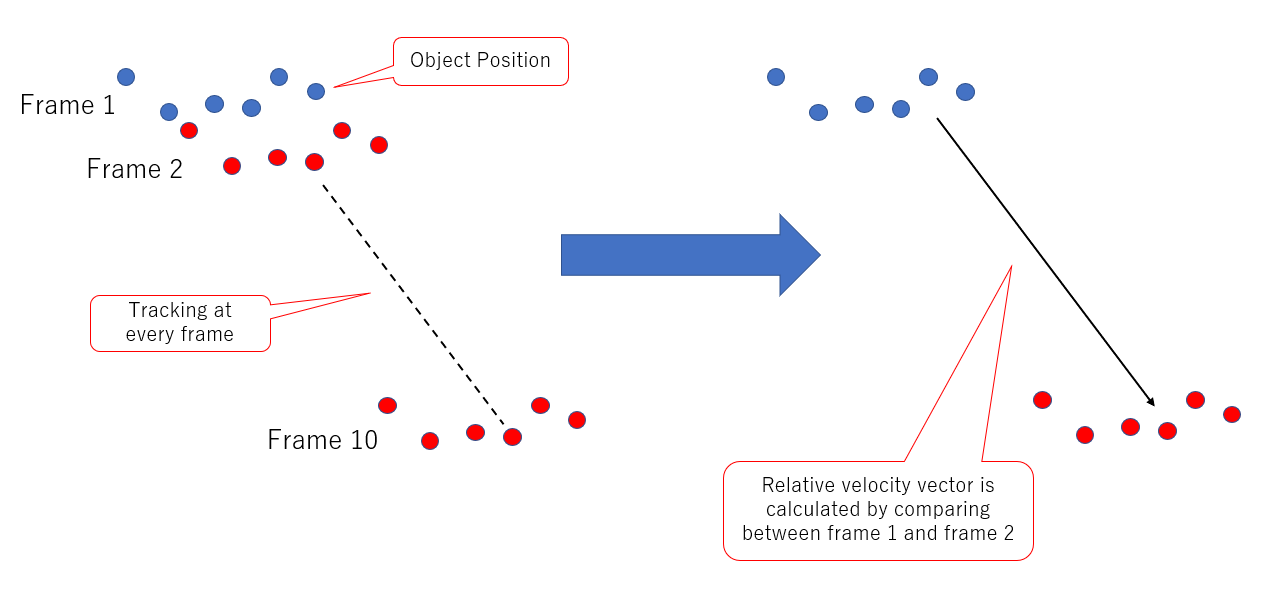 Object Position
Frame 1
Frame 2
Tracking at
every frame
Frame 10
Relative velocity vector is
calculated by comparing
between frame 1 and frame 2